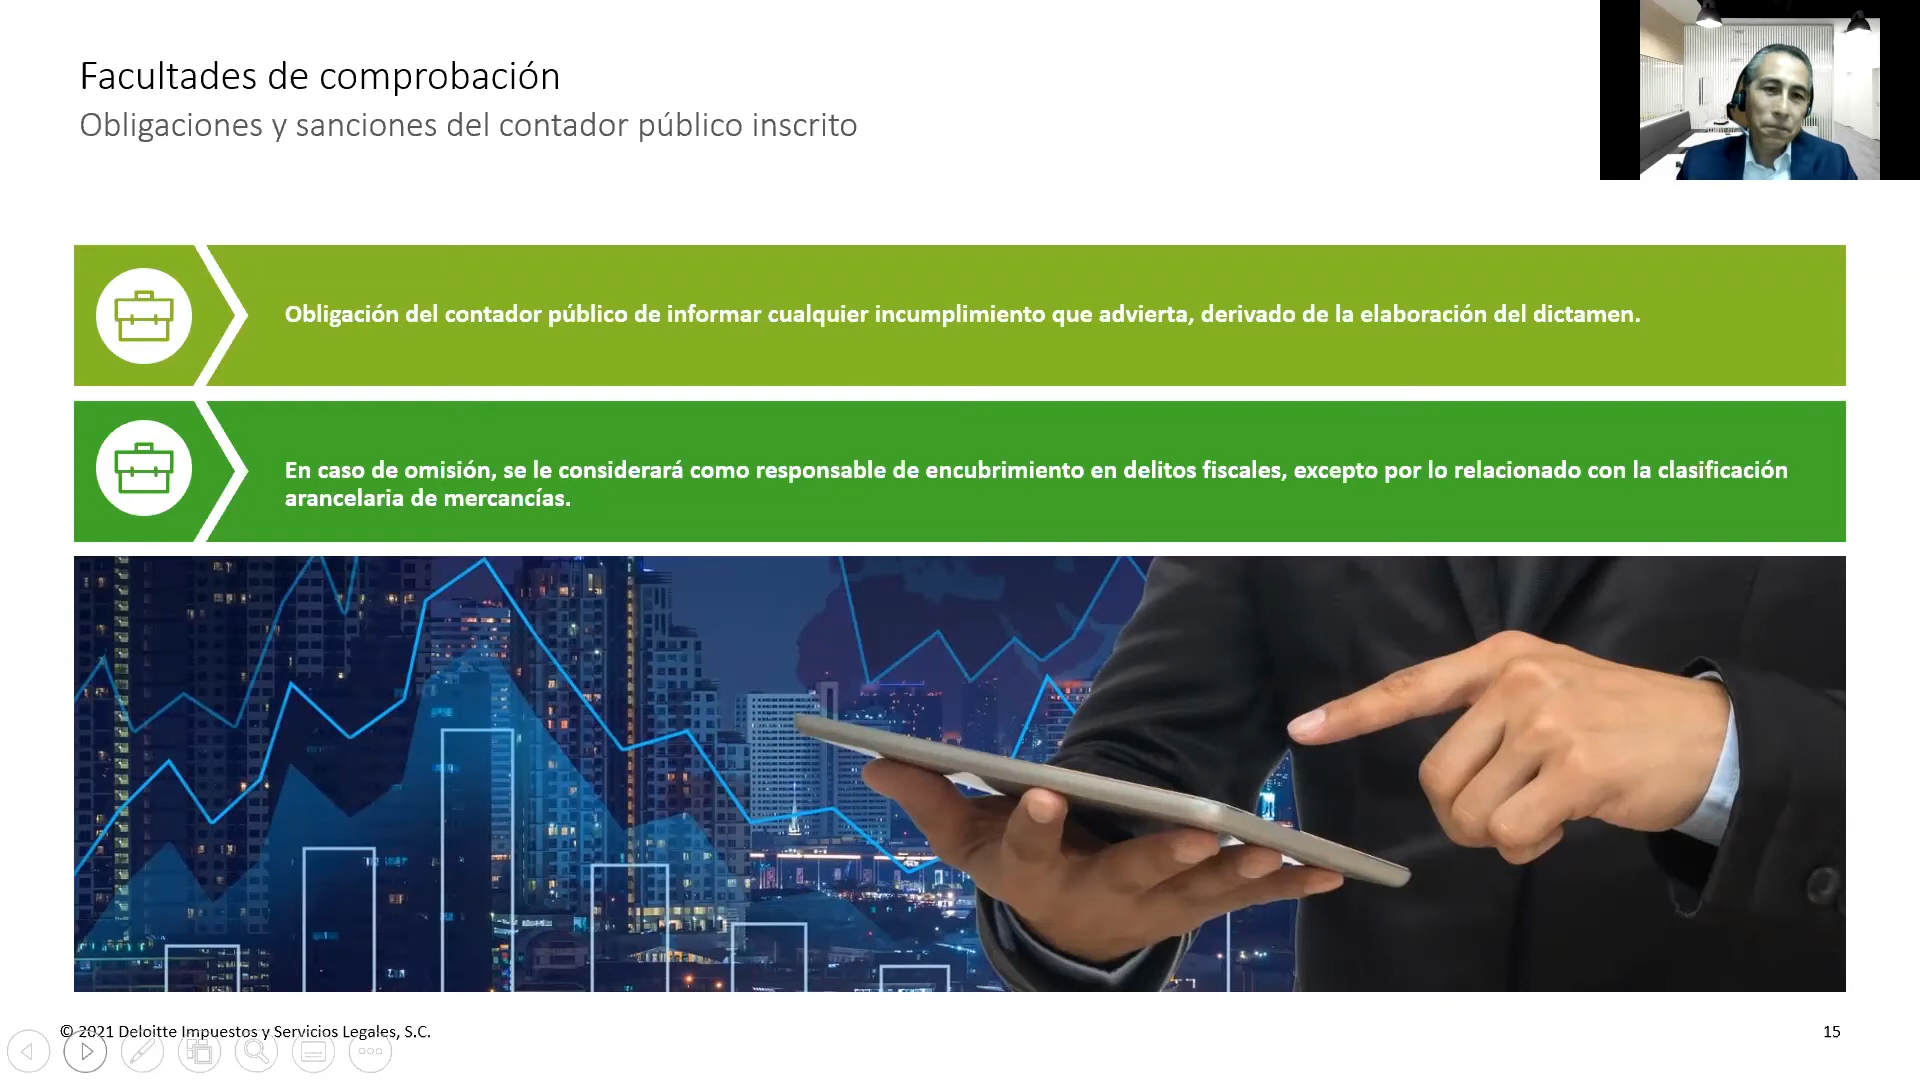 Facultades de comprobación
Obligaciones y sanciones del contador público inscrito
Obligación del contador público de informar cualquier incumplimiento que advierta, derivado de la elaboración del dictamen.
En caso de omisión, se le considerará como responsable de encubrimiento en delitos fiscales, excepto por lo relacionado con la clasificación
arancelaria de mercancías.
© 2021 Deloitte Impuestos y Servicios Legales, S.C.
15